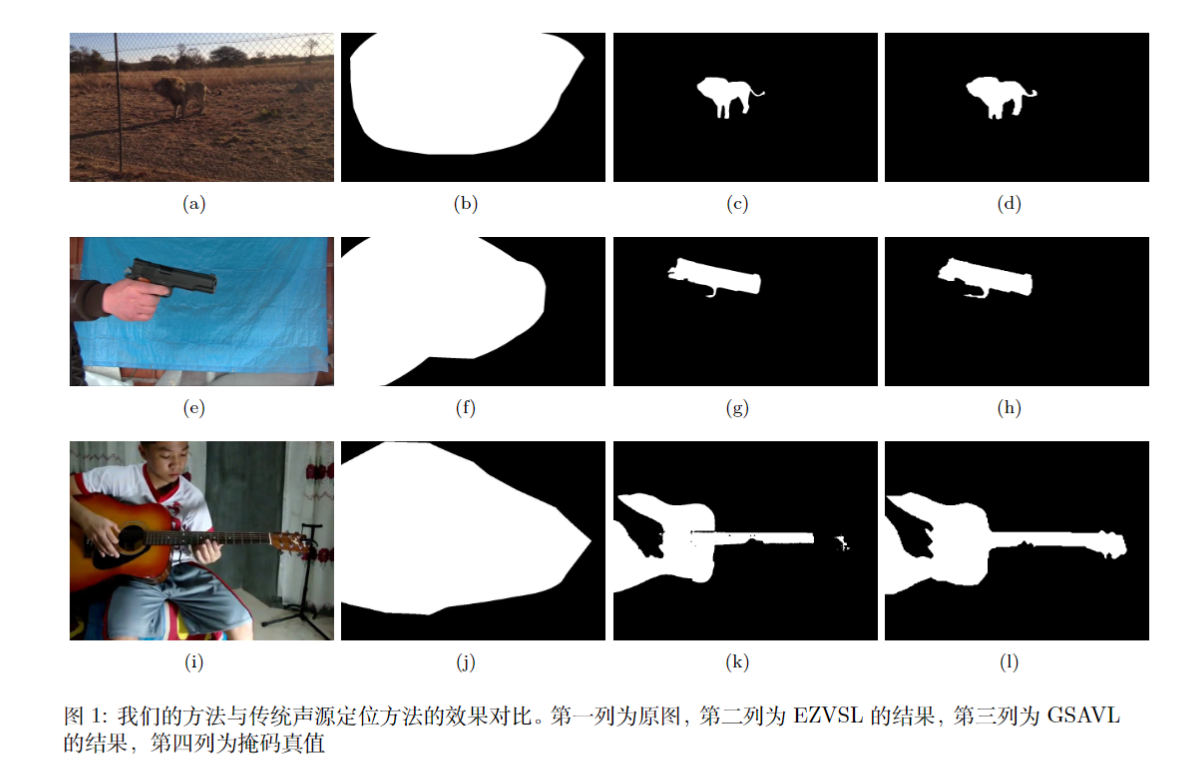 (a) (b) (c) (d)
(e) (f) (g) (h)
(i) (j) (k) (l)
图 1: 我们的方法与传统声源定位方法的效果对比。第一列为原图，第二列为 EZVSL 的结果，第三列为 GSAVL
的结果，第四列为掩码真值